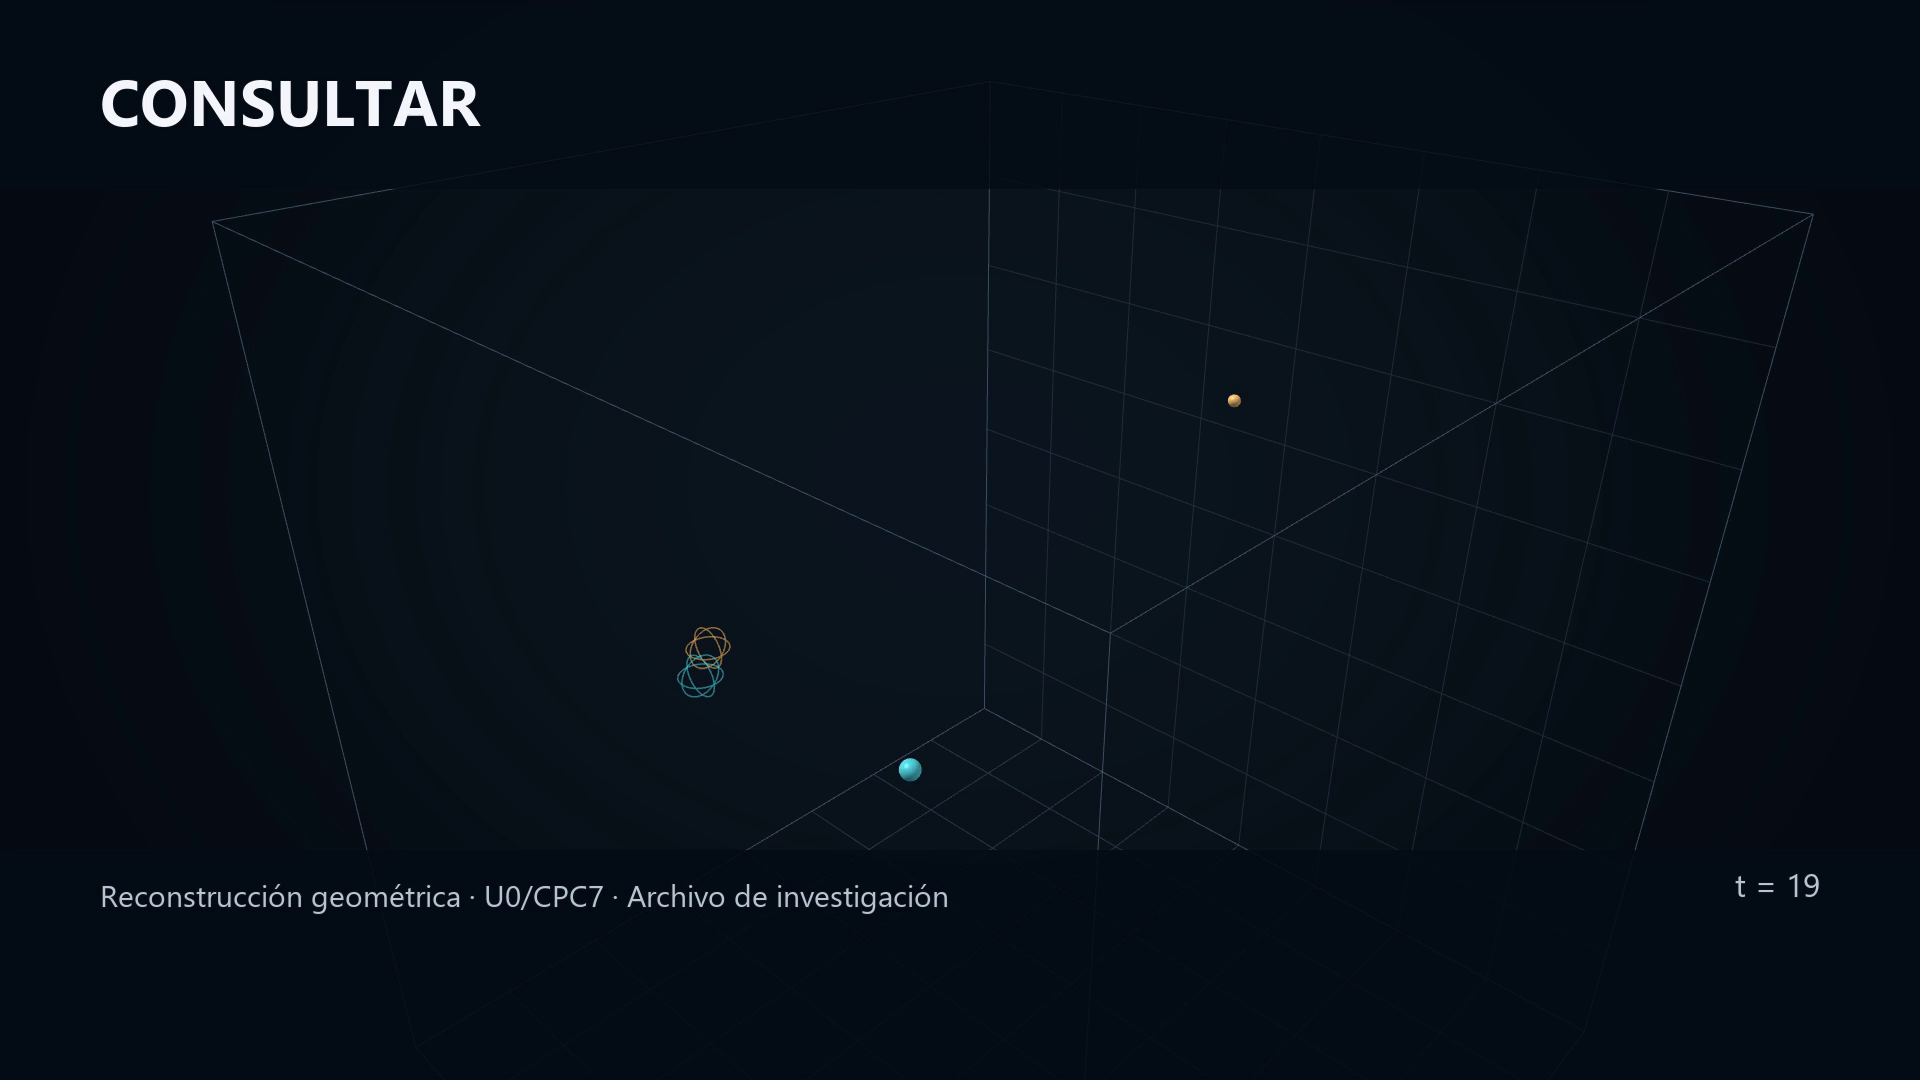 CONSULTAR
Reconstrucción geométrica · U0/CPC7 · Archivo de investigación
t = 19